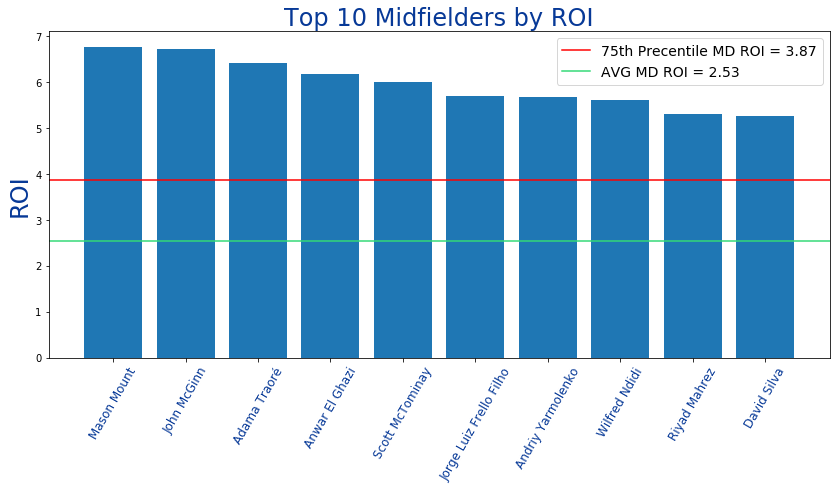 Top 10 Midfielders by ROI
75th Precentile MD ROI = 3.87
AVG MD ROI = 2.53
ROI
7
6
5
4
3
2
1
0
Mason Mount
John McGinn
Adama Traoré
Anwar El Ghazi
Scott McTominay
Jorge Luiz Frello Filho
Andriy Yarmolenko
Wilfred Ndidi
Riyad Mahrez
David Silva